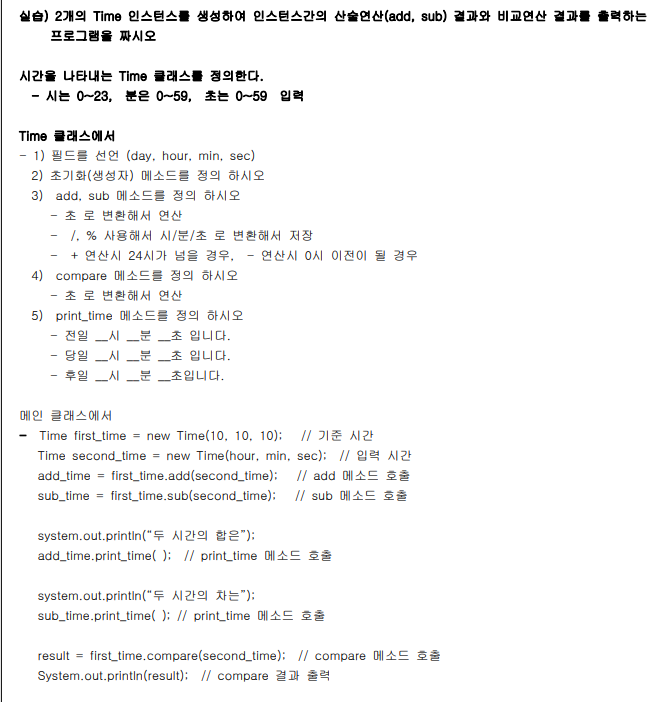 실습) 2개의 Time 인스턴스를 생성하여 인스턴스간의 산술연산(add, sub) 결과와 비교연산 결과를 출력하는
프로그램을 짜시오
시간을 나타내는 Time 클래스를 정의한다.
- 시는 0~23, 분은 0~59, 초는 0~59 입력
Time 클래스에서
- 1) 필드를 선언 (day, hour, min, sec)
2) 초기화(생성자) 메소드를 정의 하시오
3) add, sub 메소드를 정의 하시오
- 초 로 변환해서 연산
- /, % 사용해서 시/분/초 로 변환해서 저장
- + 연산시 24시가 넘을 경우, - 연산시 0시 이전이 될 경우
4) compare 메소드를 정의 하시오
- 초 로 변환해서 연산
5) print_time 메소드를 정의 하시오
- 전일 __시 __분 __초 입니다.
- 당일 __시 __분 __초 입니다.
- 후일 __시 __분 __초입니다.
메인 클래스에서
- Time first_time = new Time(10, 10, 10); // 기준 시간
Time second_time = new Time(hour, min, sec); // 입력 시간
add_time = first_time.add(second_time); // add 메소드 호출
sub_time = first_time.sub(second_time); // sub 메소드 호출
system.out.println("두 시간의 합은");
add_time.print_time( ); // print_time 메소드 호출
system.out.println("두 시간의 차는");
sub_time.print_time( ); // print_time 메소드 호출
result = first_time.compare(second_time); // compare 메소드 호출
System.out.println(result); // compare 결과 출력